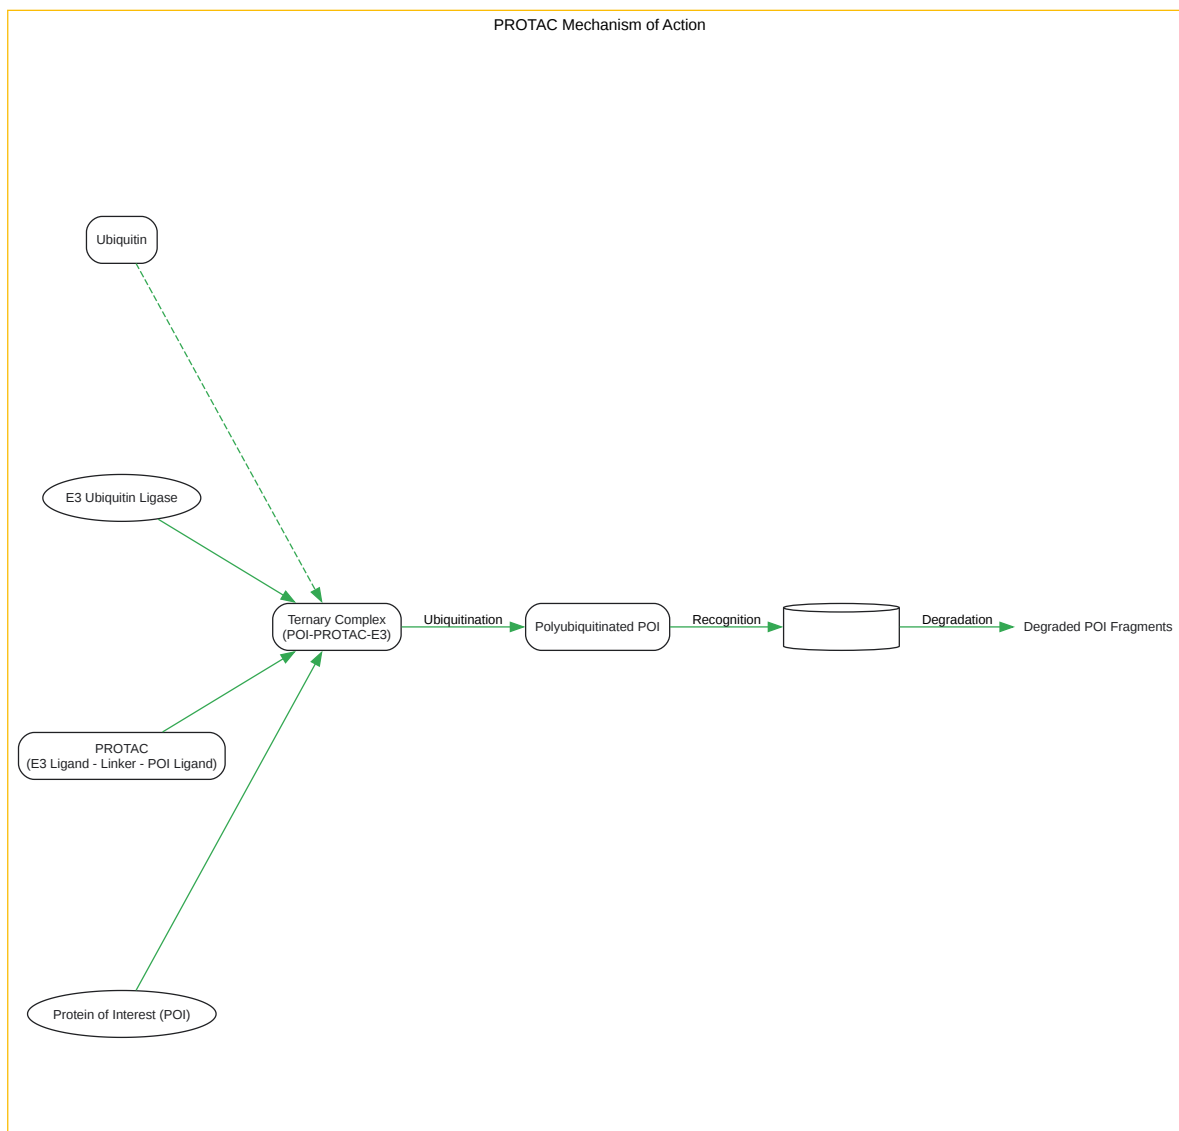 PROTAC Mechanism of Action
Ubiquitin
E3 Ubiquitin Ligase
Ternary Complex
(POI-PROTAC-E3)
Ubiquitination
Polyubiquitinated POI
Recognition
Degradation
Degraded POI Fragments
PROTAC
(E3 Ligand - Linker - POI Ligand)
Protein of Interest (POI)